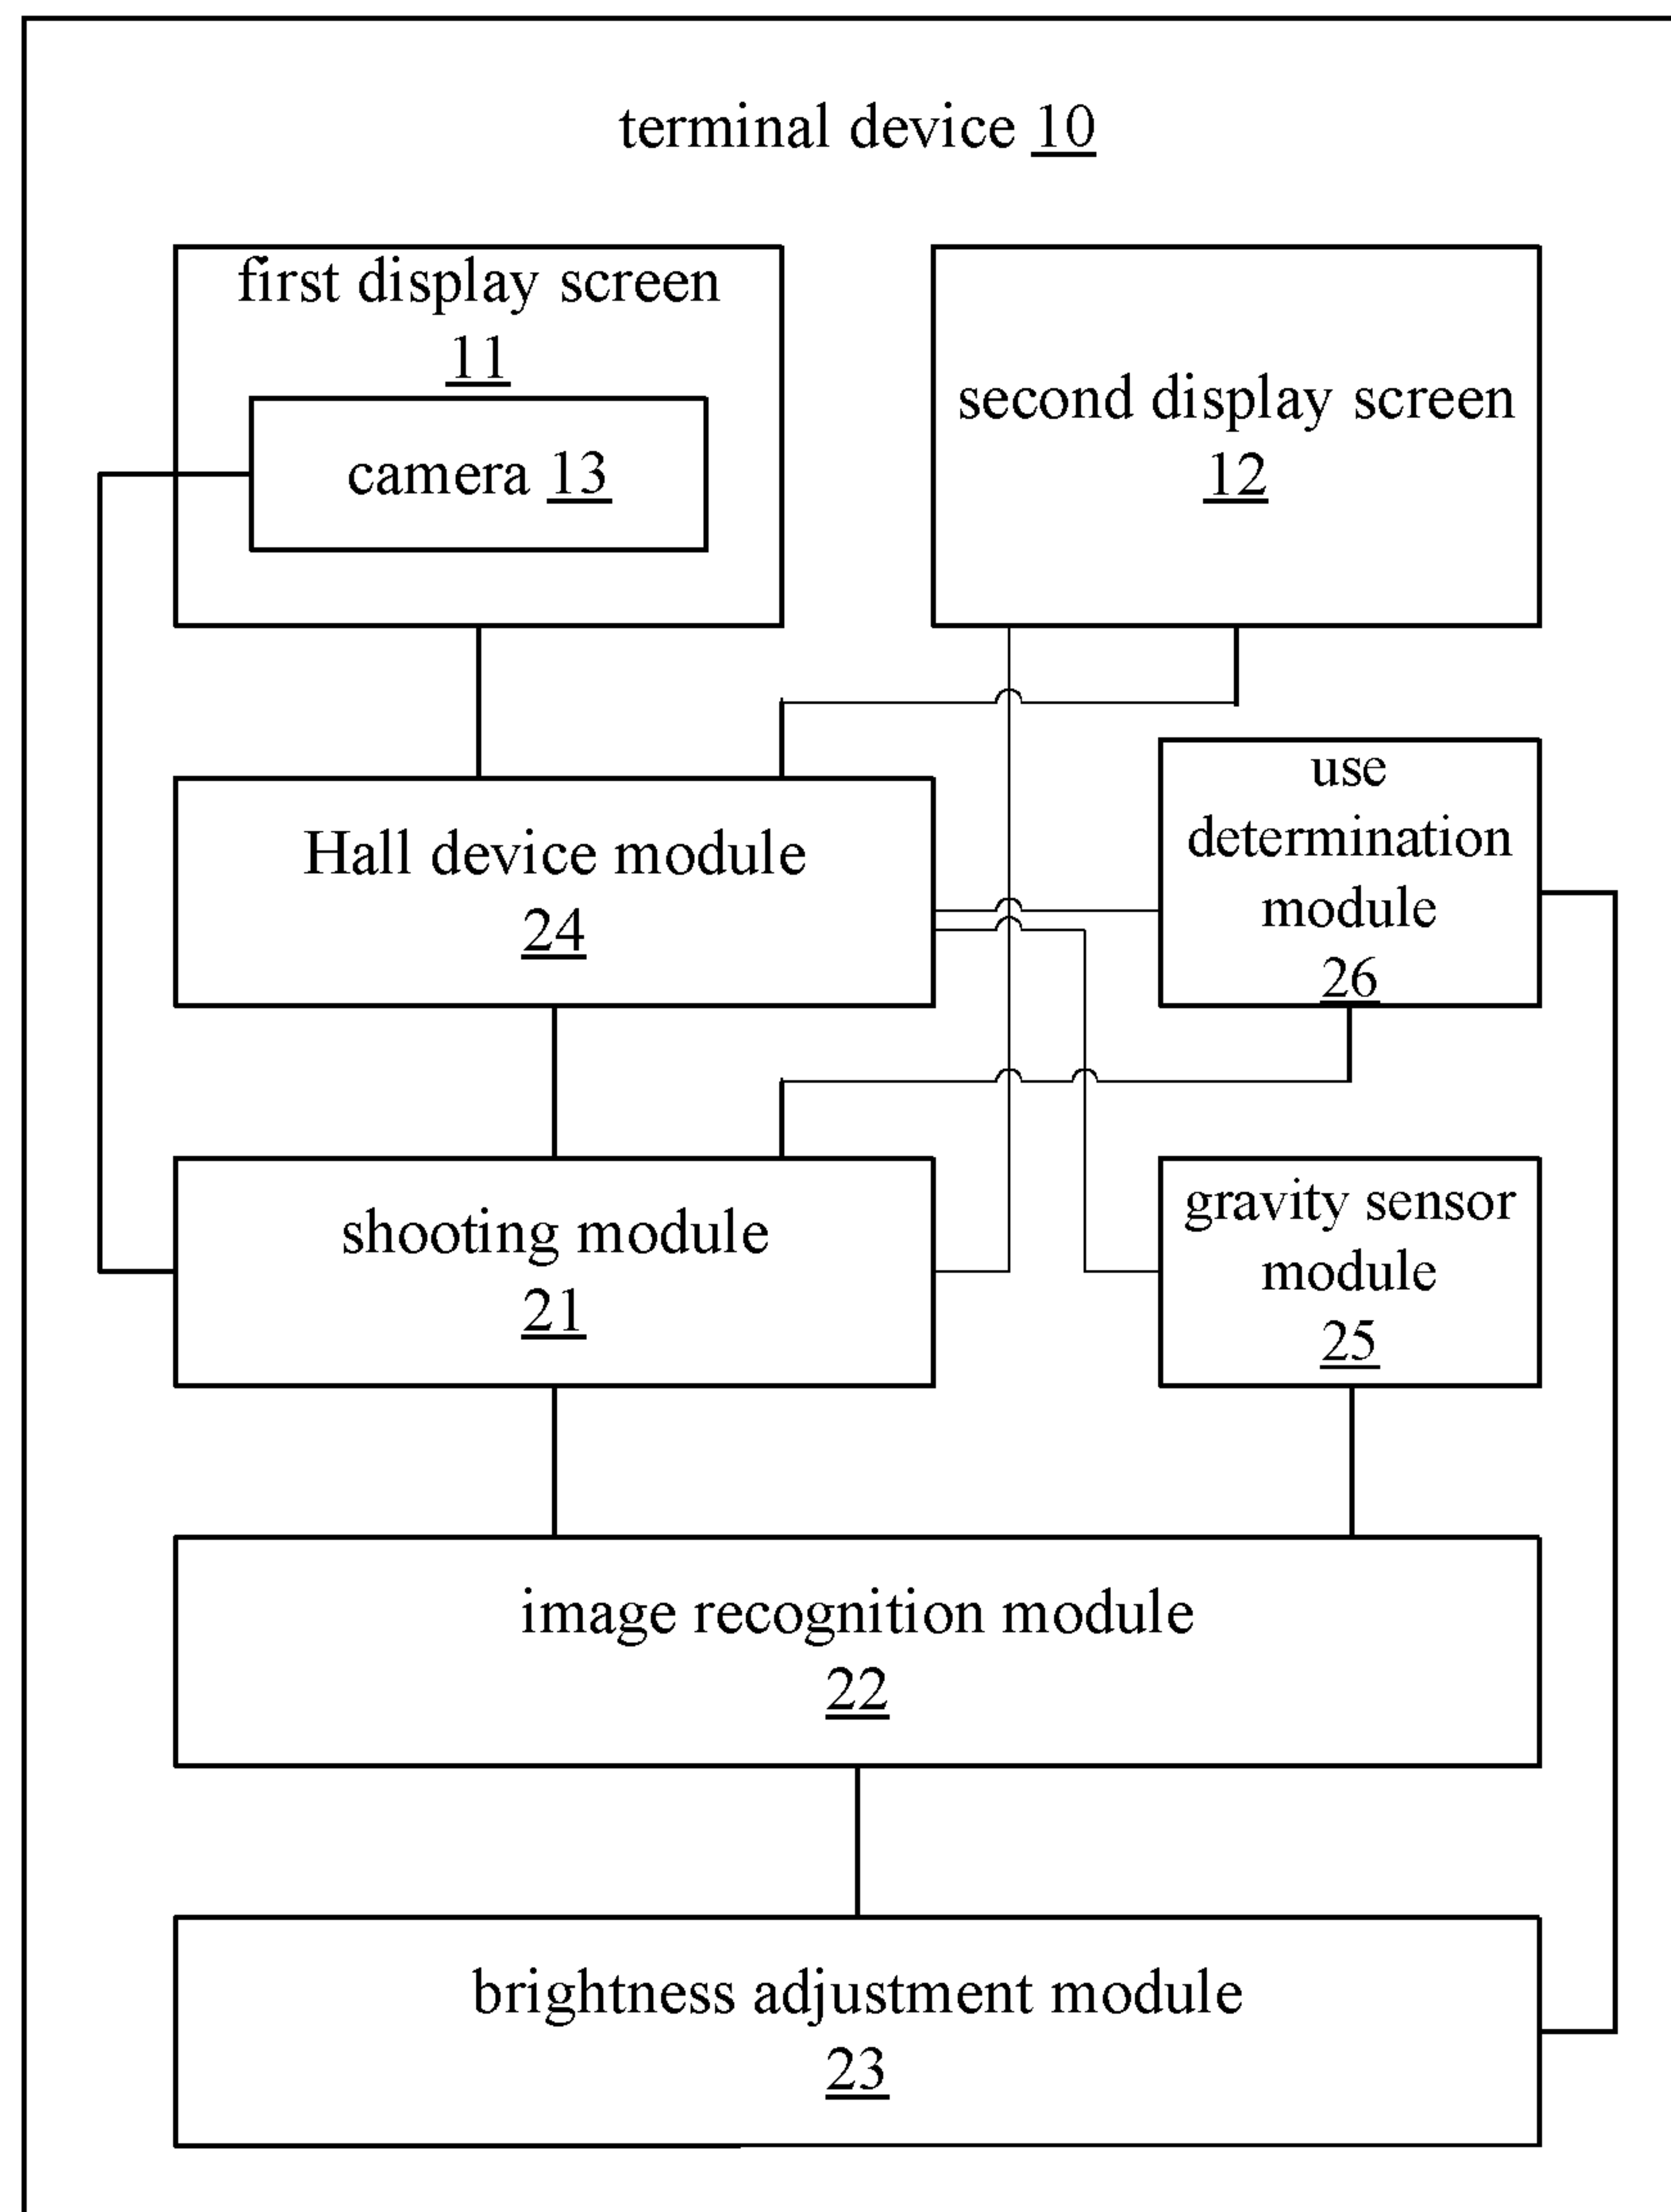 terminal device 10
first display screen
11
camera 13
second display screen
12
Hall device module
24
use
determination
module
26
shooting module
21
gravity sensor
module
25
image recognition module
22
brightness adjustment module
23